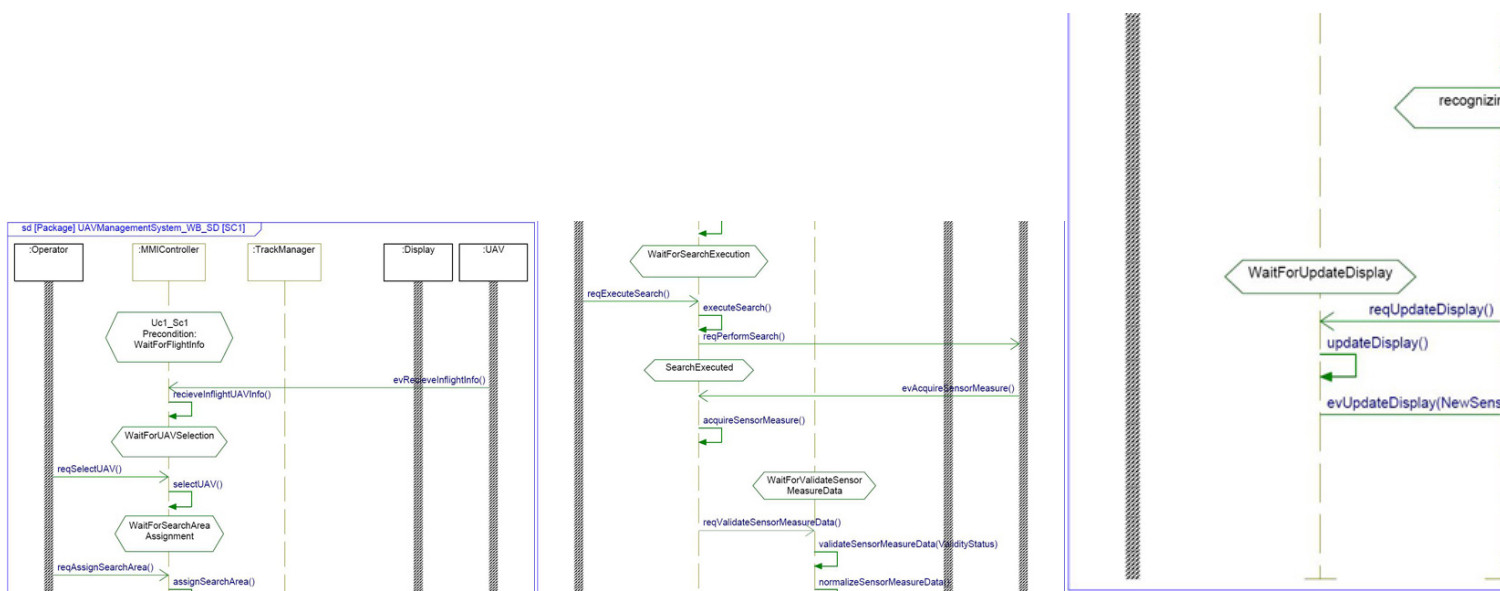 sd [Package] UAVManagementSystem_WB_SD [SC1]
:Operator
:MMIController
:TrackManager
:Display
:UAV
Uc1_Sc1
Precondition:
WaitForFlightInfo
evRecieveInflightInfo()
recieveInflightUAVInfo()
WaitForUAVSelection
reqSelectUAV()
selectUAV()
WaitForSearchArea
Assignment
reqAssignSearchArea()
assignSearchArea()
WaitForSearchExecution
reqExecuteSearch()
executeSearch()
reqPerformSearch()
SearchExecuted
evAcquireSensorMeasure()
acquireSensorMeasure()
WaitForValidateSensor
MeasureData
reqValidateSensorMeasureData()
validateSensorMeasureData(ValidityStatus)
normalizeSensorMeasureData()
recognizin
WaitForUpdateDisplay
reqUpdateDisplay()
updateDisplay()
evUpdateDisplay(NewSens